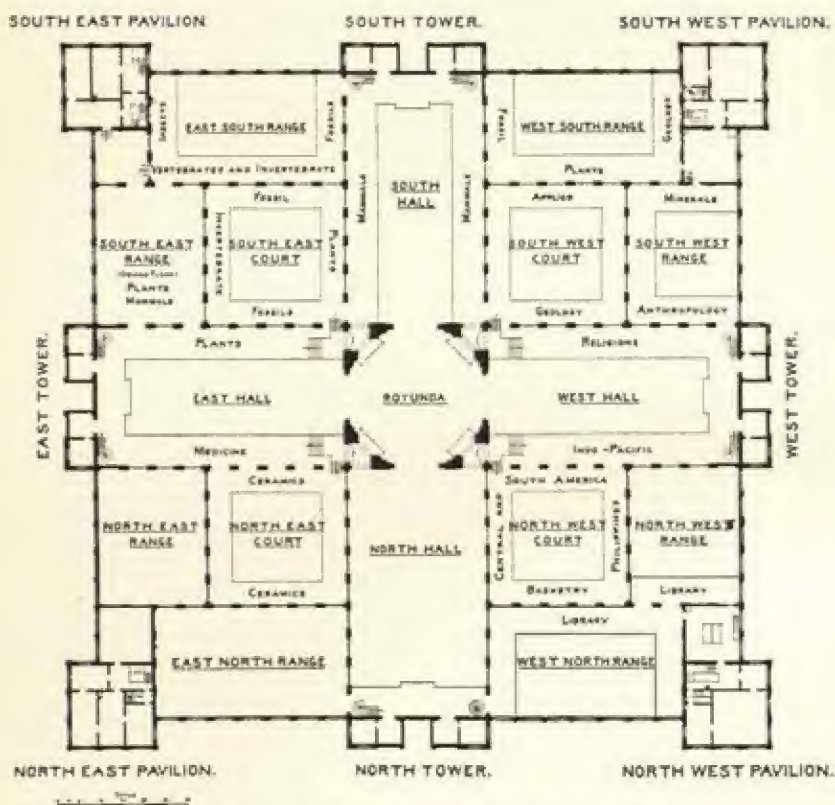 SOUTH EAST PAVILION
SOUTH TOWER.
SOUTH WEST PAVILION.
INSECTS
EAST SOUTH RANGE
FOSSILS
FOSSIL
WEST SOUTH RANGE
GEOLOGY
VERTEBRATES AND INVERTEBRATE
PLANTS
MAMMALS
SOUTH
HALL
MAMMALS
FOSSIL
APPLIED
MINERALS
SOUTH EAST
RANGE
PLANTS
MAMMALS
INVERTEBRATE
SOUTH EAST
COURT
PLANTS
SOUTH WEST
COURT
SOUTH WEST
RANGE
FOSSILS
GEOLOGY
ANTHROPOLOGY
PLANTS
RELIGIONS
EAST TOWER.
EAST HALL
ROTUNDA
WEST HALL
WEST TOWER.
MEDICINE
INDO-PACIFIC
CERAMICS
SOUTH AMERICA
NORTH EAST
RANGE
NORTH EAST
COURT
NORTH HALL
CENTRAL AND
NORTH WEST
COURT
PHILIPPINES
NORTH WEST
RANGE
CERAMICS
BASKETRY
LIBRARY
LIBRARY
EAST NORTH RANGE
WEST NORTH RANGE
NORTH EAST PAVILION.
NORTH TOWER.
NORTH WEST PAVILION.